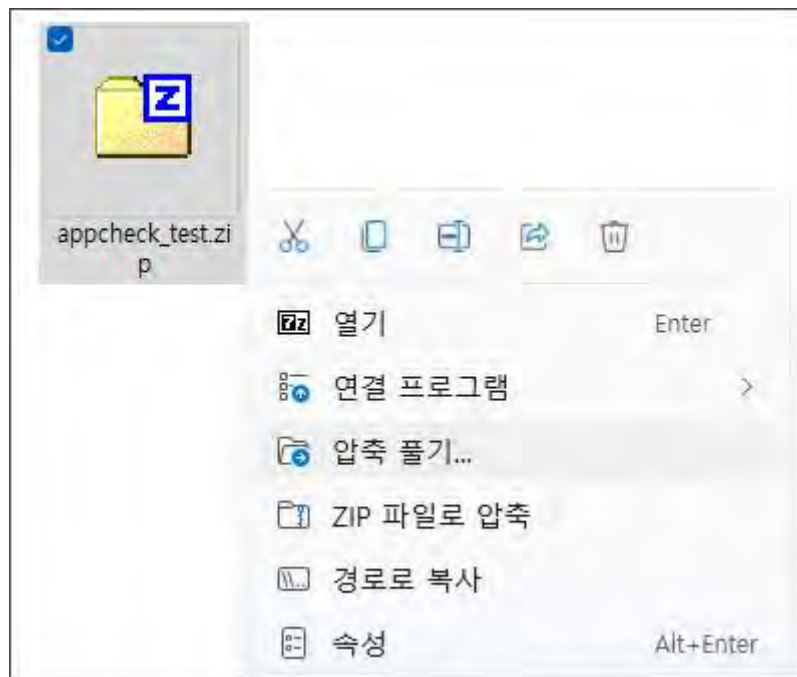 appcheck_test.zi
p
열기 Enter
연결 프로그램
압축 풀기...
ZIP 파일로 압축
경로로 복사
속성 Alt+Enter